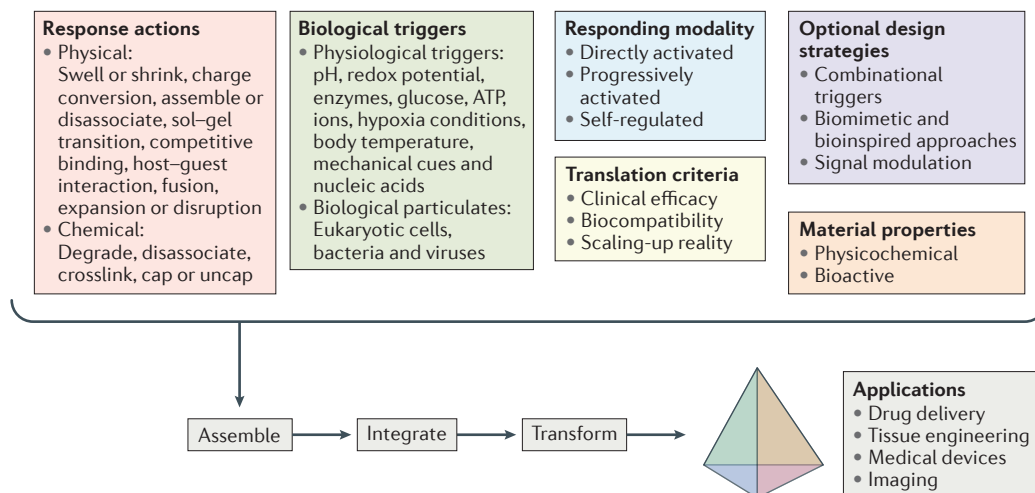 Response actions
• Physical:
Swell or shrink, charge
conversion, assemble or
disassociate, sol–gel
transition, competitive
binding, host–guest
interaction, fusion,
expansion or disruption
• Chemical:
Degrade, disassociate,
crosslink, cap or uncap
Biological triggers
• Physiological triggers:
pH, redox potential,
enzymes, glucose, ATP,
ions, hypoxia conditions,
body temperature,
mechanical cues and
nucleic acids
• Biological particulates:
Eukaryotic cells,
bacteria and viruses
Responding modality
• Directly activated
• Progressively
activated
• Self-regulated
Translation criteria
• Clinical efficacy
• Biocompatibility
• Scaling-up reality
Optional design
strategies
• Combinational
triggers
• Biomimetic and
bioinspired approaches
• Signal modulation
Material properties
• Physicochemical
• Bioactive
Assemble
Integrate
Transform
Applications
• Drug delivery
• Tissue engineering
• Medical devices
• Imaging